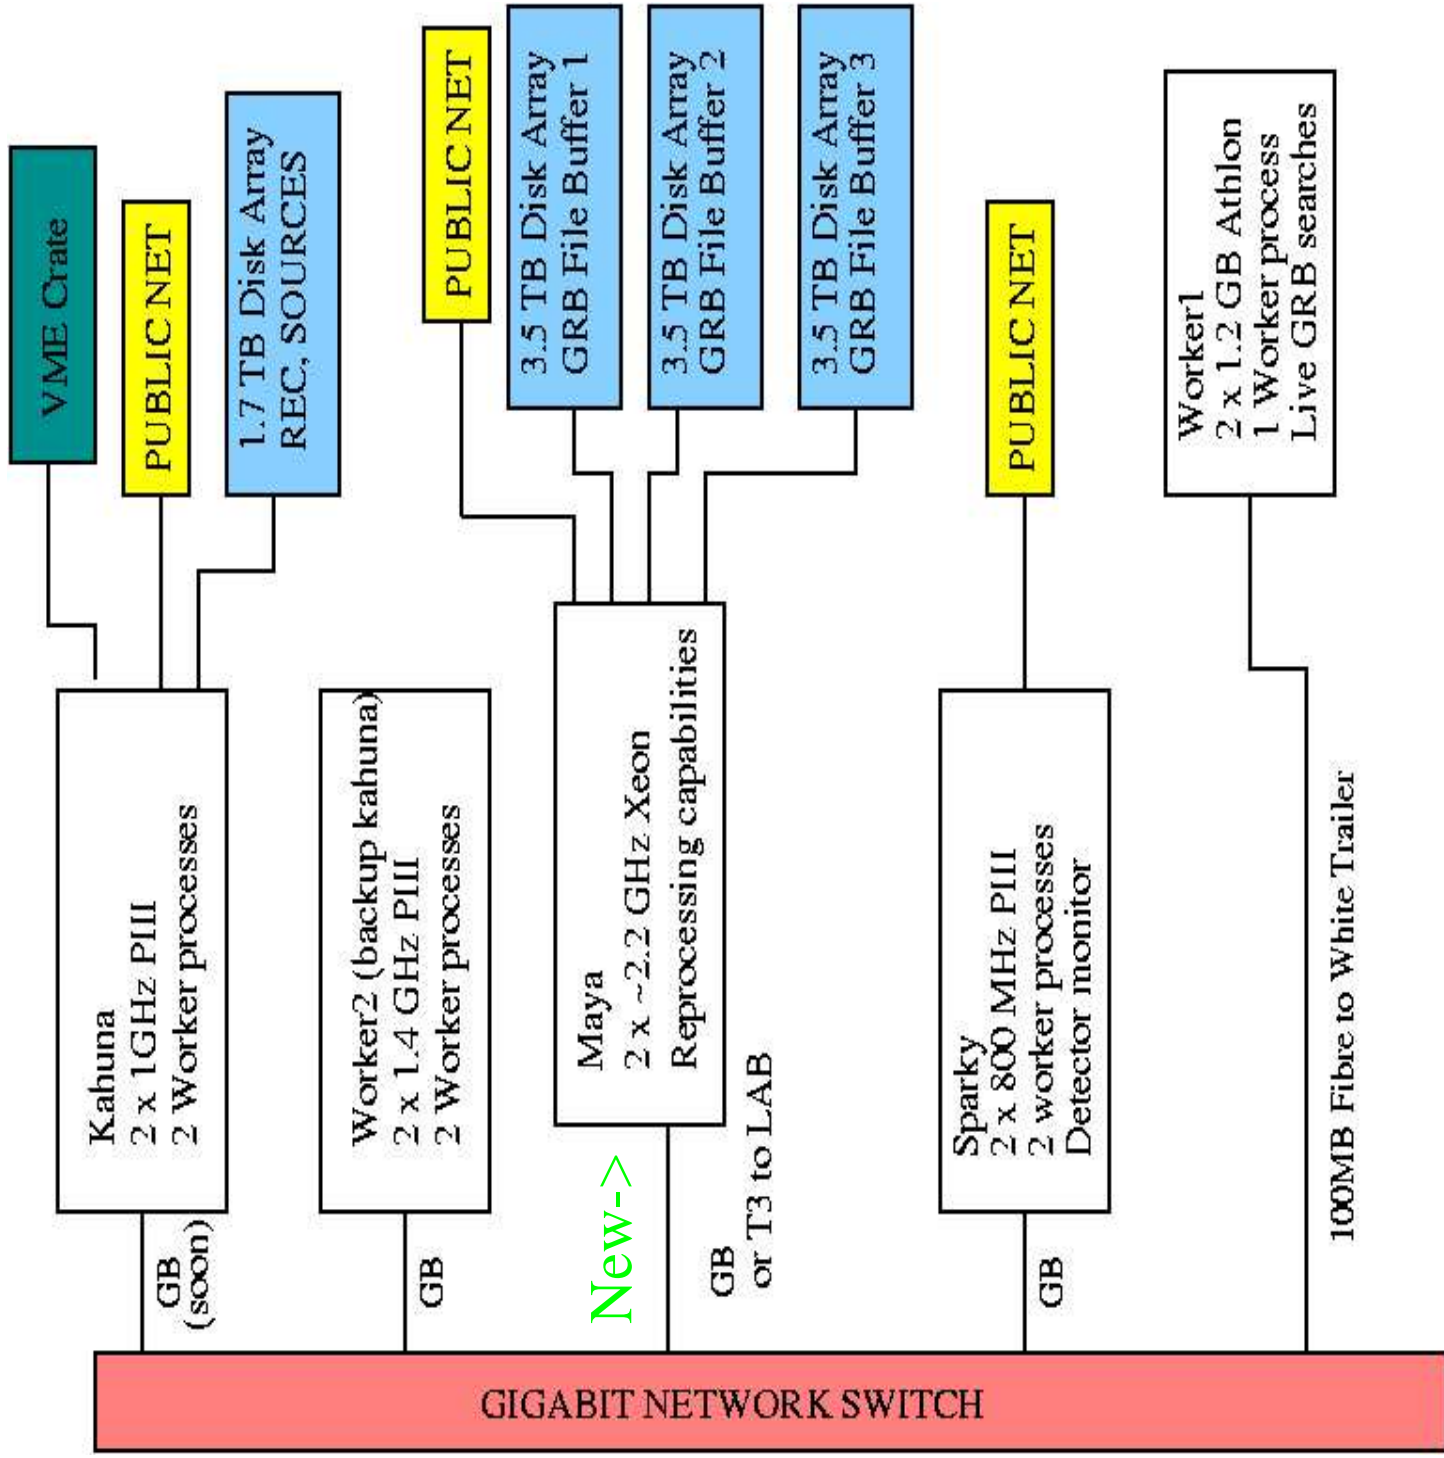 VME Crate
PUBLIC NET
1.7 TB Disk Array
REC, SOURCES
Kahuna
2 x 1GHz PIII
2 Worker processes
GB
(soon)
Worker2 (backup kahuna)
2 x 1.4 GHz PIII
2 Worker processes
GB
PUBLIC NET
3.5 TB Disk Array
GRB File Buffer 1
3.5 TB Disk Array
GRB File Buffer 2
3.5 TB Disk Array
GRB File Buffer 3
Maya
2 x ~2.2 GHz Xeon
Reprocessing capabilities
New->
GB
or T3 to LAB
PUBLIC NET
Sparky
2 x 800 MHz PIII
2 worker processes
Detector monitor
GB
Worker1
2 x 1.2 GB Athlon
1 Worker process
Live GRB searches
100MB Fibre to White Trailer
GIGABIT NETWORK SWITCH